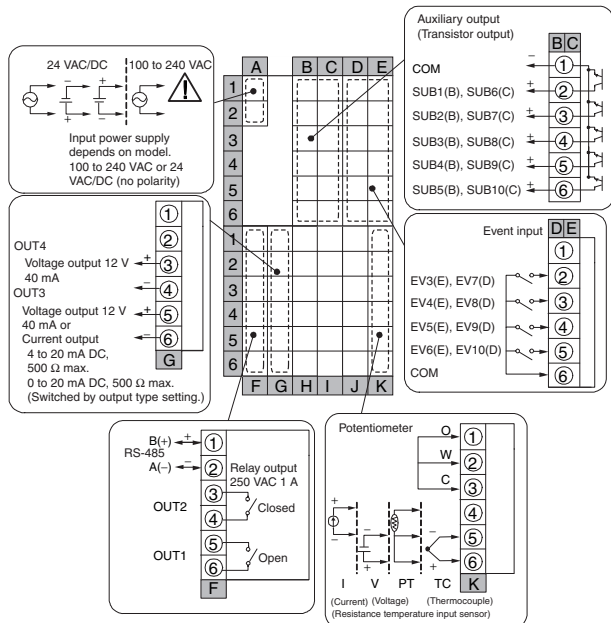 24 VAC/DC
100 to 240 VAC
Input power supply
depends on model.
100 to 240 VAC or 24
VAC/DC (no polarity)
A
B C D E
1
2
3
4
5
6
1
2
3
4
5
6
F G H I J K
Auxiliary output
(Transistor output)
B C
COM
SUB1(B), SUB6(C)
SUB2(B), SUB7(C)
SUB3(B), SUB8(C)
SUB4(B), SUB9(C)
SUB5(B), SUB10(C)
- + + + + +
① ② ③ ④ ⑤ ⑥
Event input
D E
①
②
③
④
⑤
⑥
EV3(E), EV7(D)
EV4(E), EV8(D)
EV5(E), EV9(D)
EV6(E), EV10(D)
COM
①
②
OUT4
Voltage output 12 V + ③
40 mA - ④
OUT3
Voltage output 12 V + ⑤
40 mA or - ⑥
Current output
4 to 20 mA DC,
500 Ω max.
0 to 20 mA DC, 500 Ω max.
(Switched by output type setting.)
G
B(+) + ①
RS-485
A(−) - ②
Relay output
250 VAC 1 A
OUT2
③
④
Closed
OUT1
⑤
⑥
Open
F
Potentiometer
O ①
W ②
C ③
④
⑤
⑥
+ - - + - +
I V PT TC K
(Current) (Voltage) (Thermocouple)
(Resistance temperature input sensor)